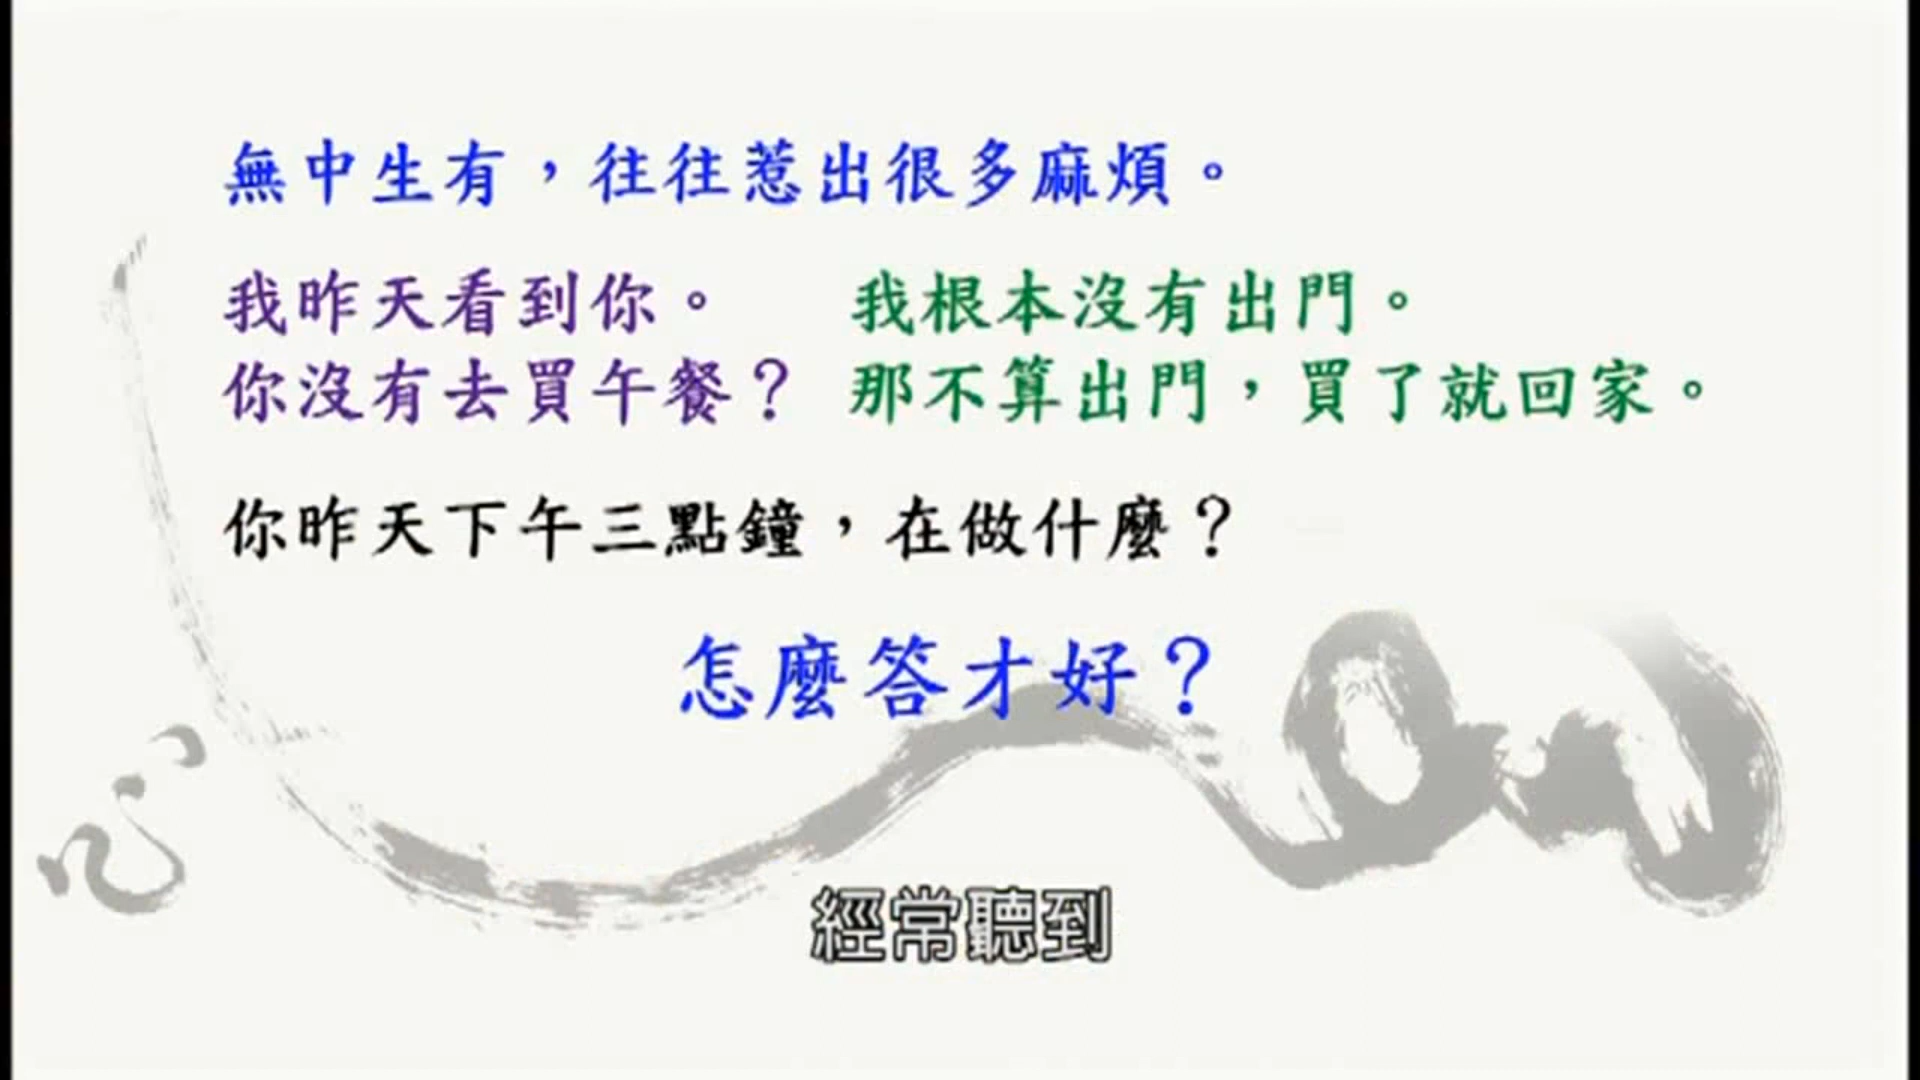 無中生有，往往惹出很多麻煩。
我昨天看到你。 我根本沒有出門。
你沒有去買午餐？ 那不算出門，買了就回家。
你昨天下午三點鐘，在做什麼？
怎麼答才好？
經常聽到